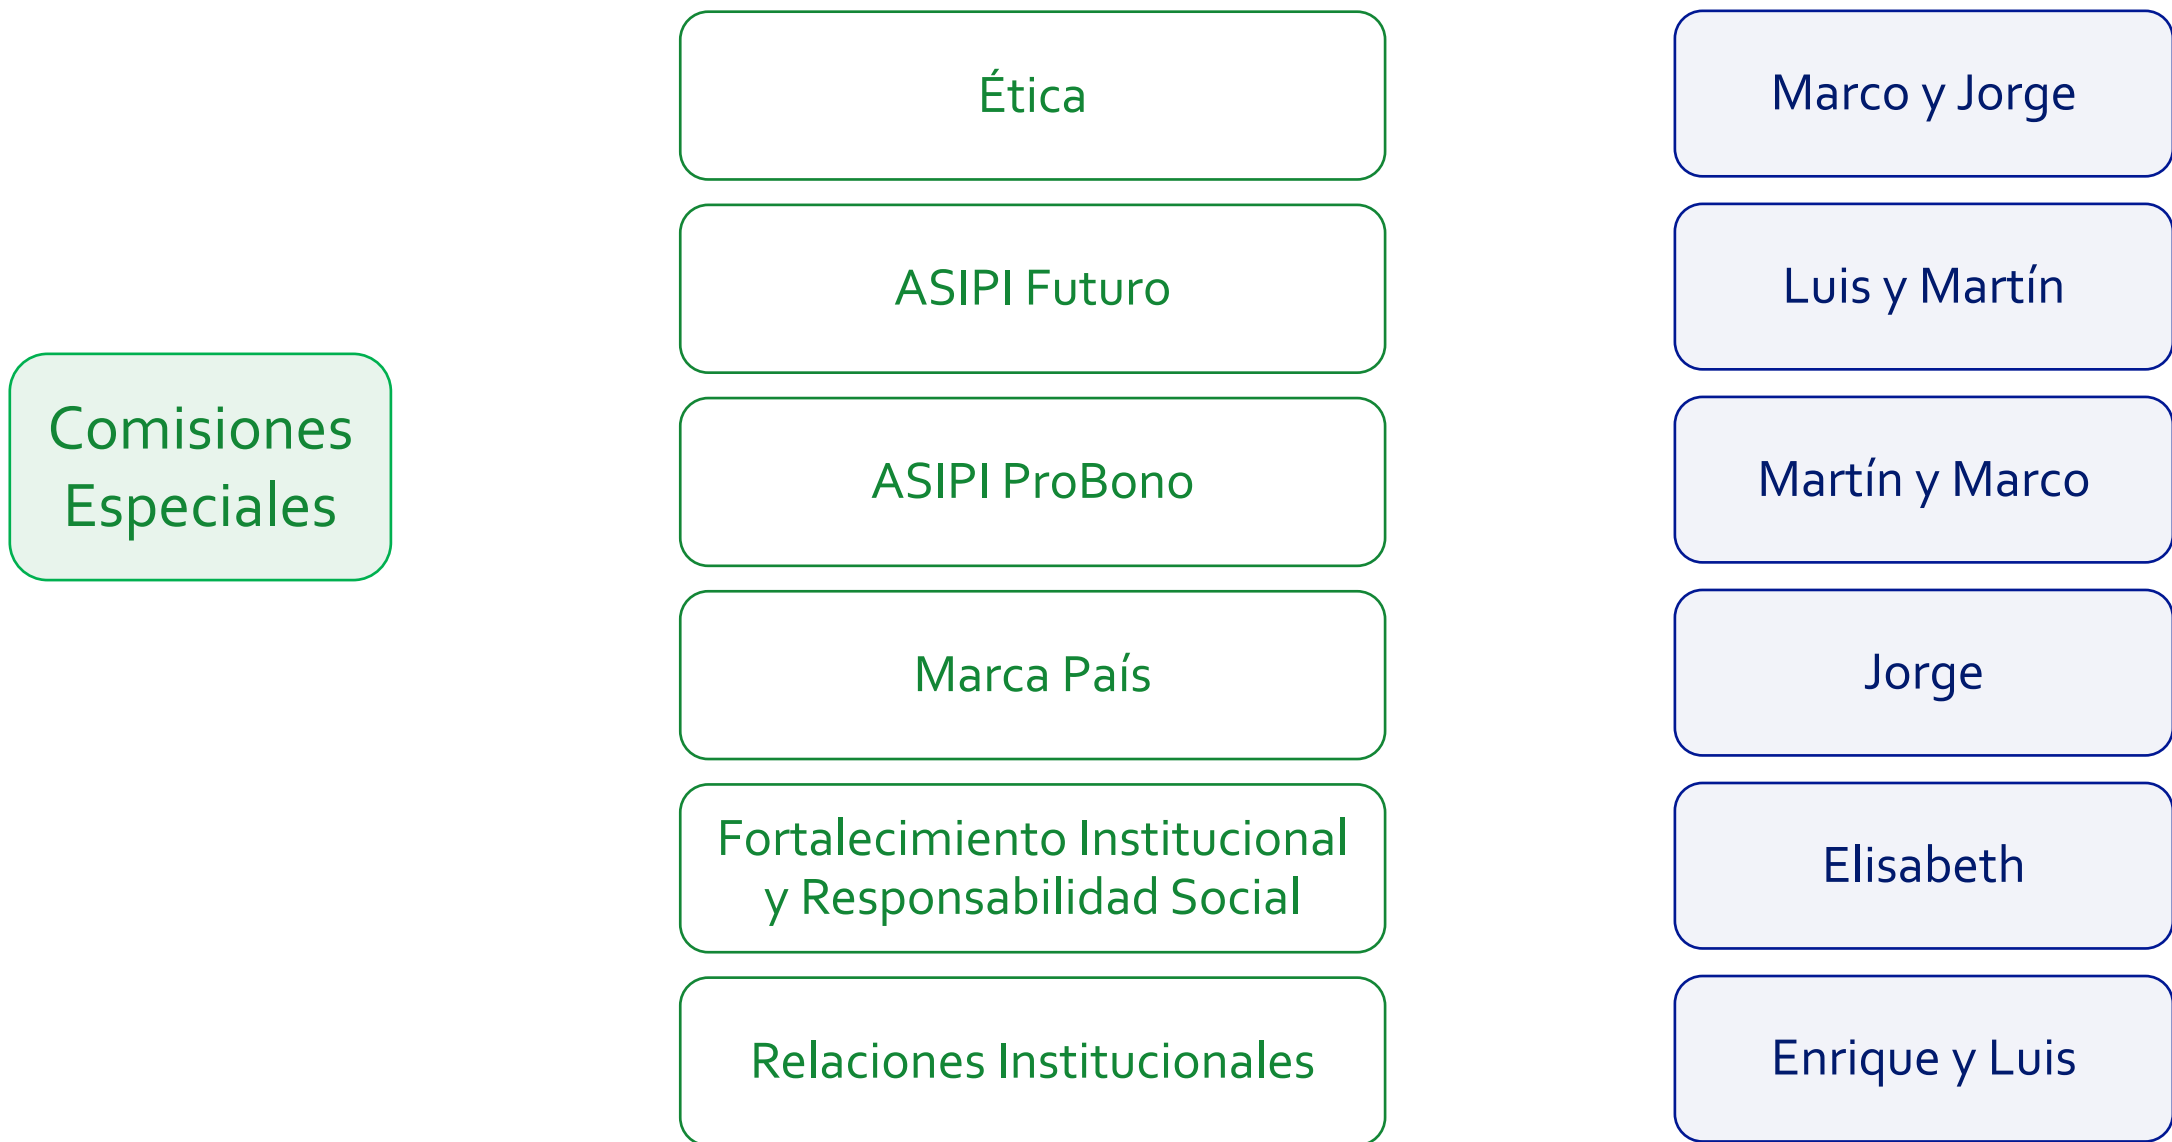 Comisiones
Especiales
Ética
Marco y Jorge
ASIPI Futuro
Luis y Martín
ASIPI ProBono
Martín y Marco
Marca País
Jorge
Fortalecimiento Institucional
y Responsabilidad Social
Elisabeth
Relaciones Institucionales
Enrique y Luis